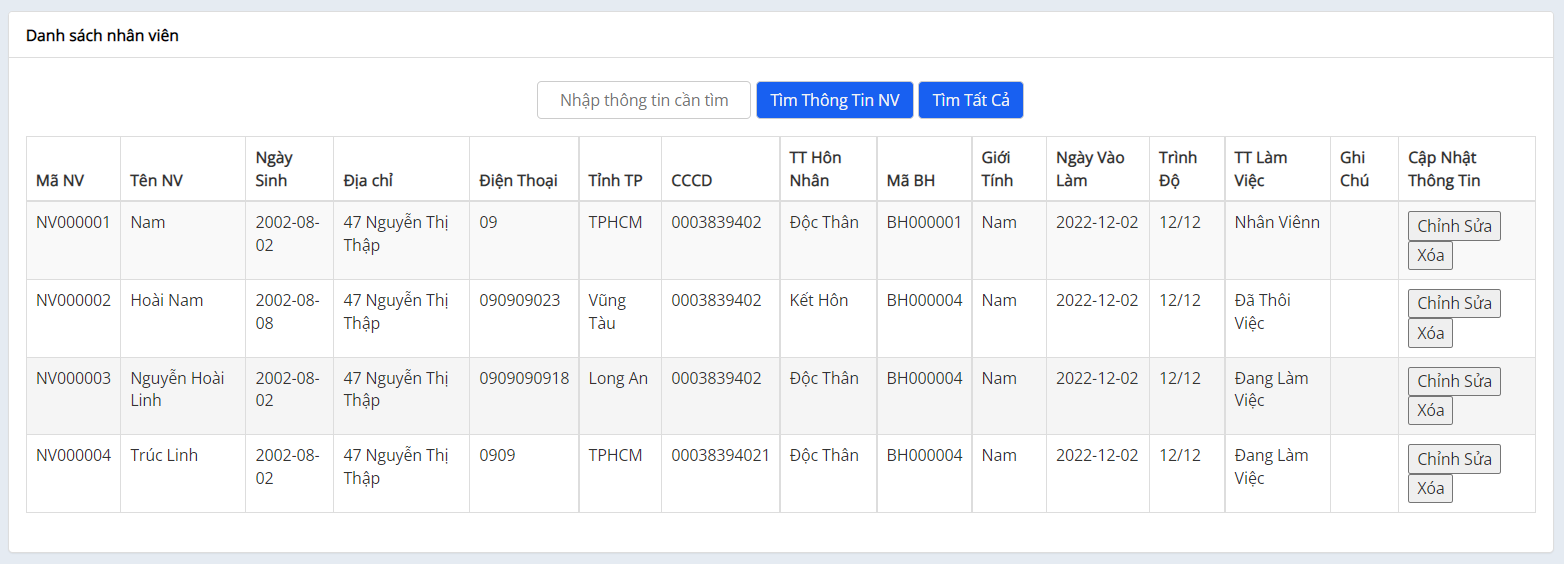 Danh sách nhân viên
Nhập thông tin cần tìm Tìm Thông Tin NV Tìm Tất Cả
Mã NV Tên NV Ngày Sinh Địa chỉ Điện Thoại Tỉnh TP CCCD TT Hôn Nhân Mã BH Giới Tính Ngày Vào Làm Trình Độ TT Làm Việc Ghi Chú Cập Nhật Thông Tin
NV000001 Nam 2002-08-02 47 Nguyễn Thị Thập 09 TPHCM 0003839402 Độc Thân BH000001 Nam 2022-12-02 12/12 Nhân Viênn Chỉnh Sửa Xóa
NV000002 Hoài Nam 2002-08-08 47 Nguyễn Thị Thập 090909023 Vũng Tàu 0003839402 Kết Hôn BH000004 Nam 2022-12-02 12/12 Đã Thôi Việc Chỉnh Sửa Xóa
NV000003 Nguyễn Hoài Linh 2002-08-02 47 Nguyễn Thị Thập 0909090918 Long An 0003839402 Độc Thân BH000004 Nam 2022-12-02 12/12 Đang Làm Việc Chỉnh Sửa Xóa
NV000004 Trúc Linh 2002-08-02 47 Nguyễn Thị Thập 0909 TPHCM 00038394021 Độc Thân BH000004 Nam 2022-12-02 12/12 Đang Làm Việc Chỉnh Sửa Xóa